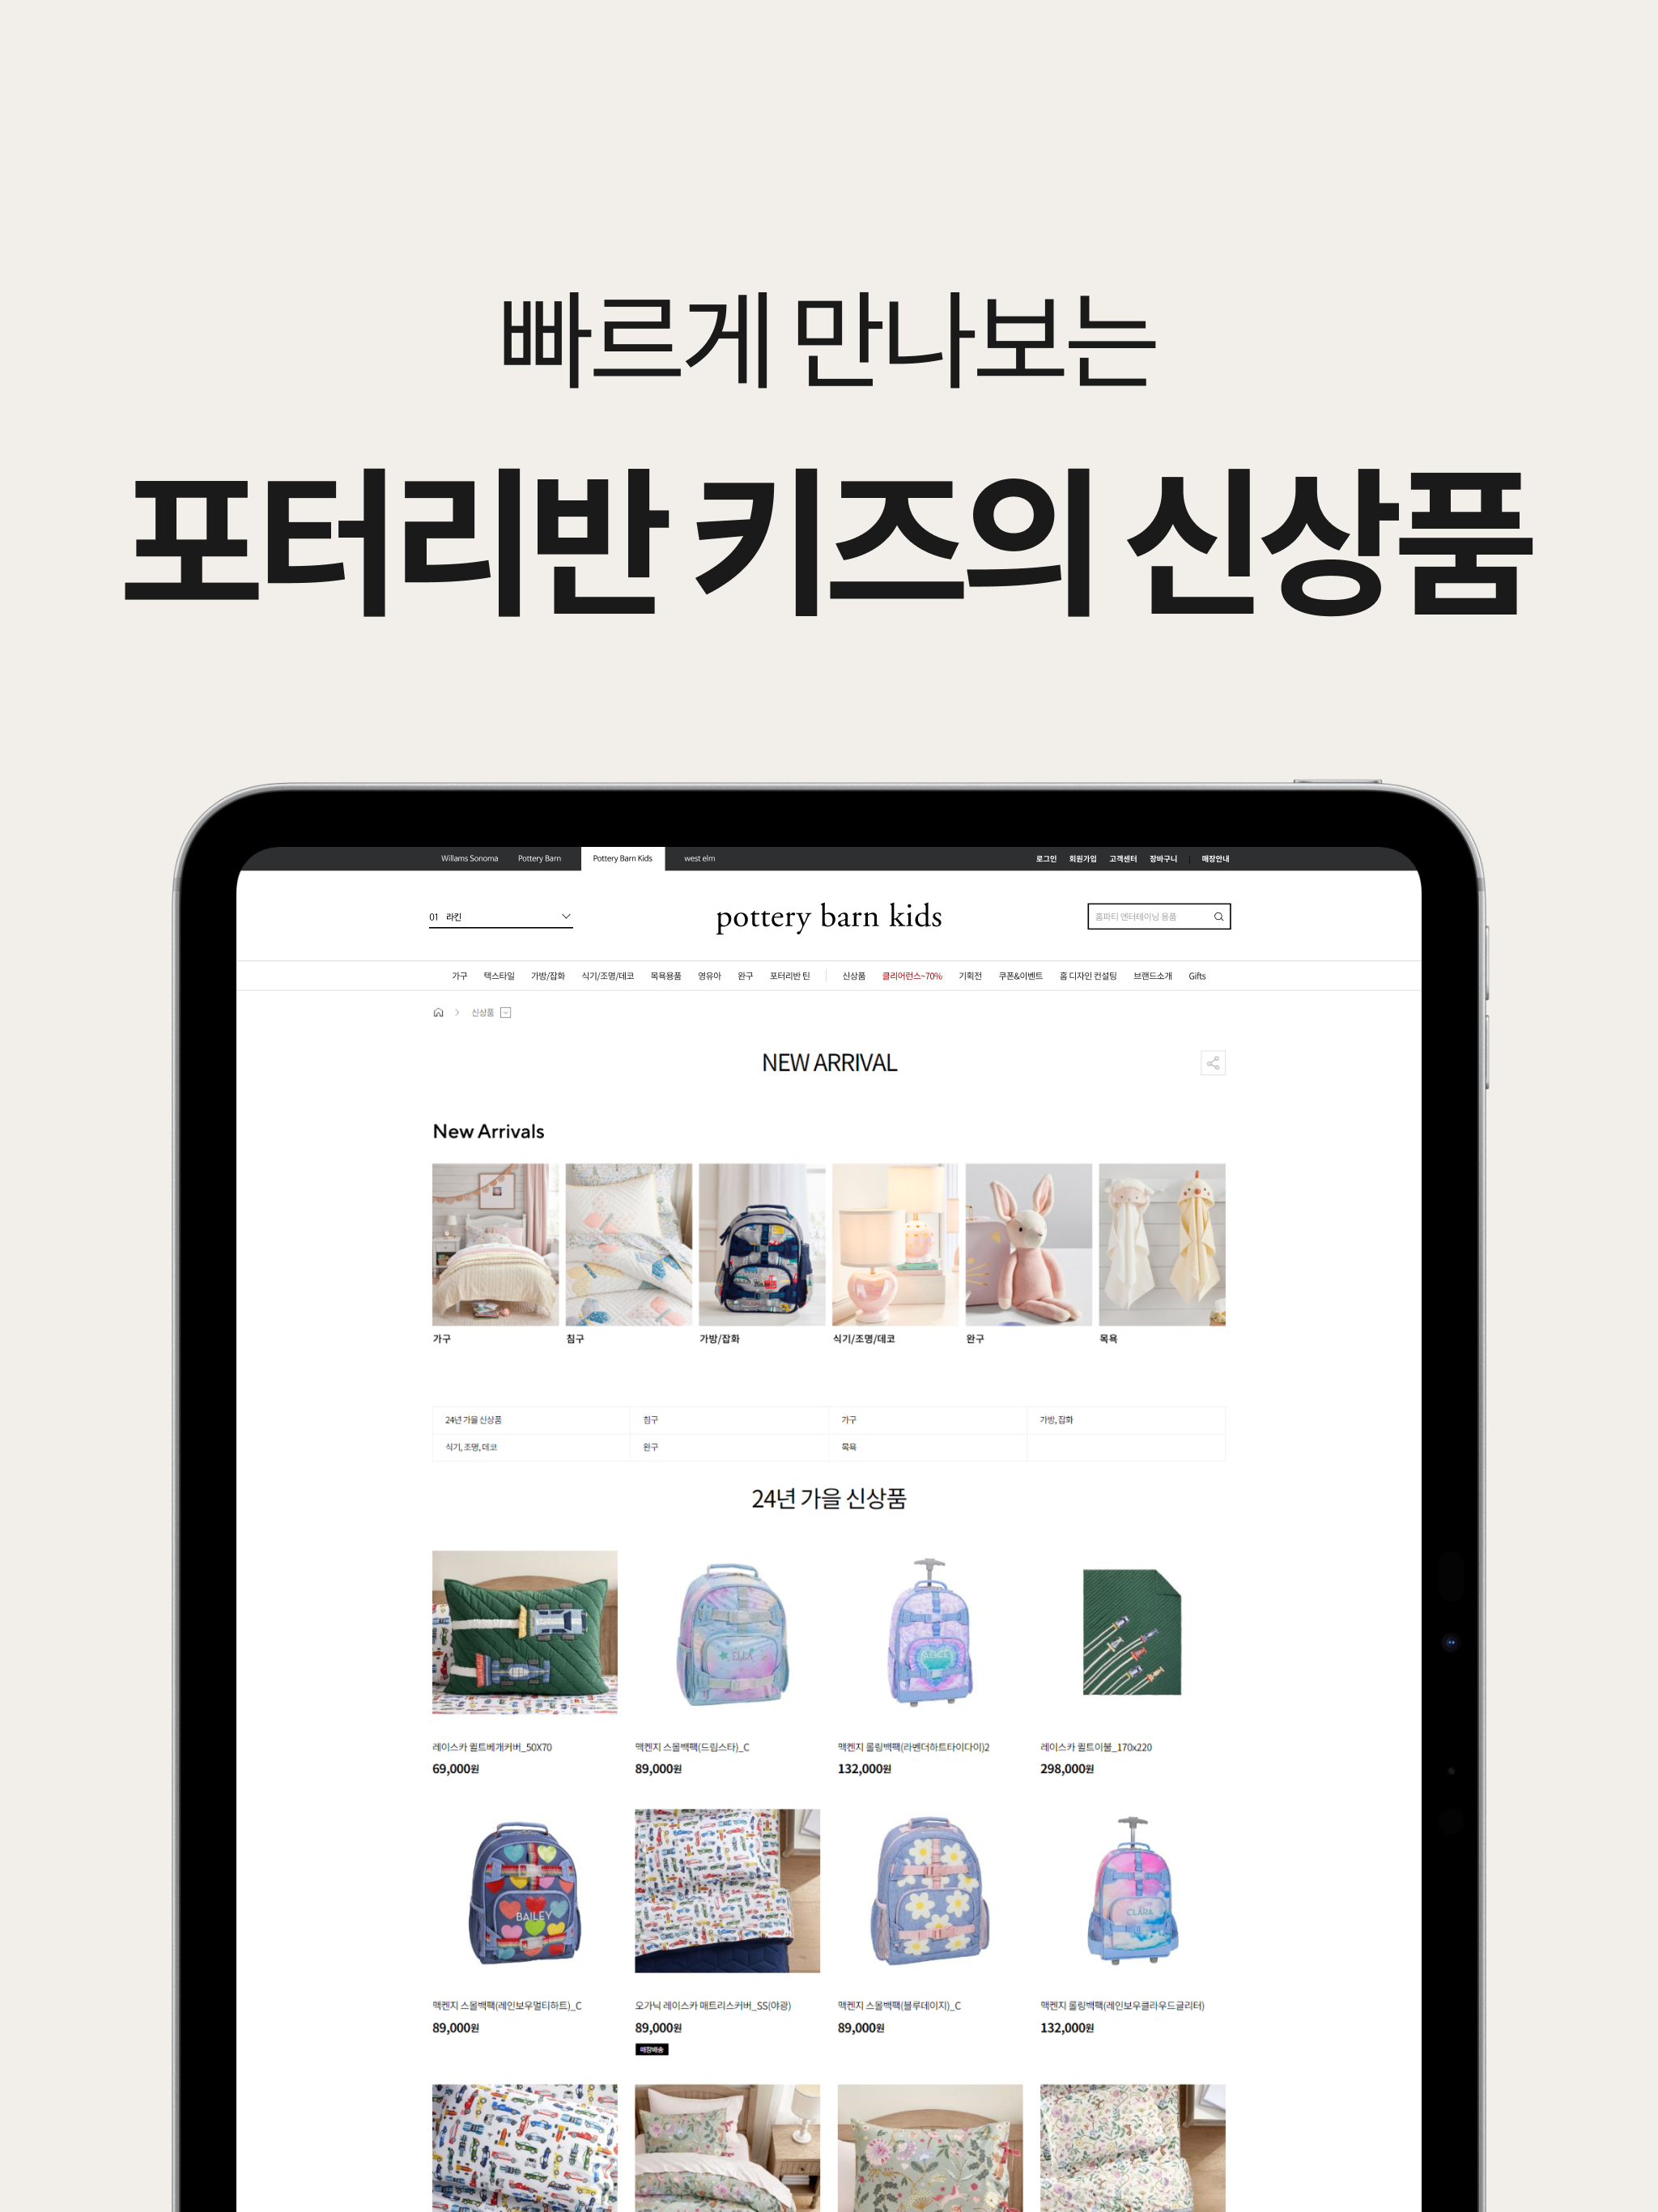 빠르게 만나보는
포터리반 키즈의 신상품
Willams Sonoma Pottery Barn Pottery Barn Kids west elm 로그인 회원가입 고객센터 장바구니 매장안내
01 라킨 pottery barn kids 홈파티 엔터테이닝 용품
가구 텍스타일 가방/잡화 식기/조명/데코 목욕용품 영유아 완구 포터리반 틴 신상품 클리어런스~70% 기획전 쿠폰&이벤트 홈 디자인 컨설팅 브랜드소개 Gifts
신상품
NEW ARRIVAL
New Arrivals
가구 침구 가방/잡화 식기/조명/데코 완구 목욕
24년 가을 신상품 침구 가구 가방, 잡화
식기, 조명, 데코 완구 목욕
24년 가을 신상품
ELLA
레이스카 퀼트베개커버_50X70 맥켄지 스몰백팩(드림스타)_C 맥켄지 롤링백팩(라벤더하트타이다이)2 레이스카 퀼트이불_170x220
69,000원 89,000원 132,000원 298,000원
BAILEY CLARA
맥켄지 스몰백팩(레인보우멀티하트)_C 오가닉 레이스카 매트리스커버_SS(야광) 맥켄지 스몰백팩(블루데이지)_C 맥켄지 롤링백팩(레인보우클라우드글리터)
89,000원 89,000원 89,000원 132,000원
매장배송